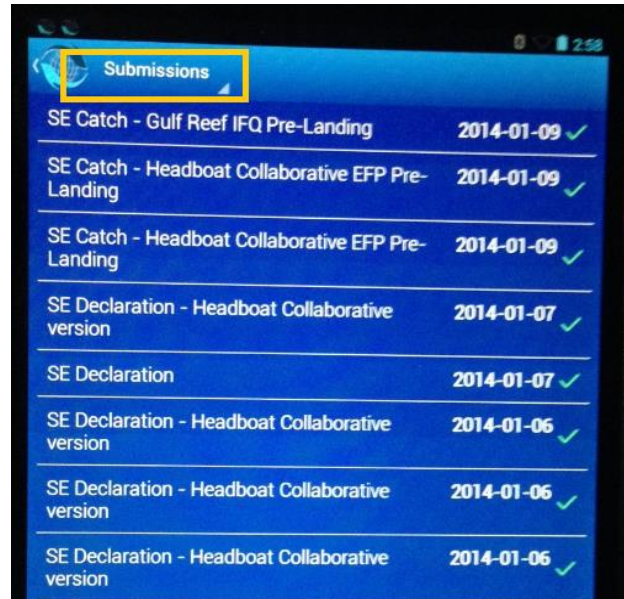 2:58
Submissions
SE Catch - Gulf Reef IFQ Pre-Landing 2014-01-09
SE Catch - Headboat Collaborative EFP Pre- 2014-01-09
Landing
SE Catch - Headboat Collaborative EFP Pre- 2014-01-09
Landing
SE Declaration - Headboat Collaborative 2014-01-07
version
SE Declaration 2014-01-07
SE Declaration - Headboat Collaborative 2014-01-06
version
SE Declaration - Headboat Collaborative 2014-01-06
version
SE Declaration - Headboat Collaborative 2014-01-06
version